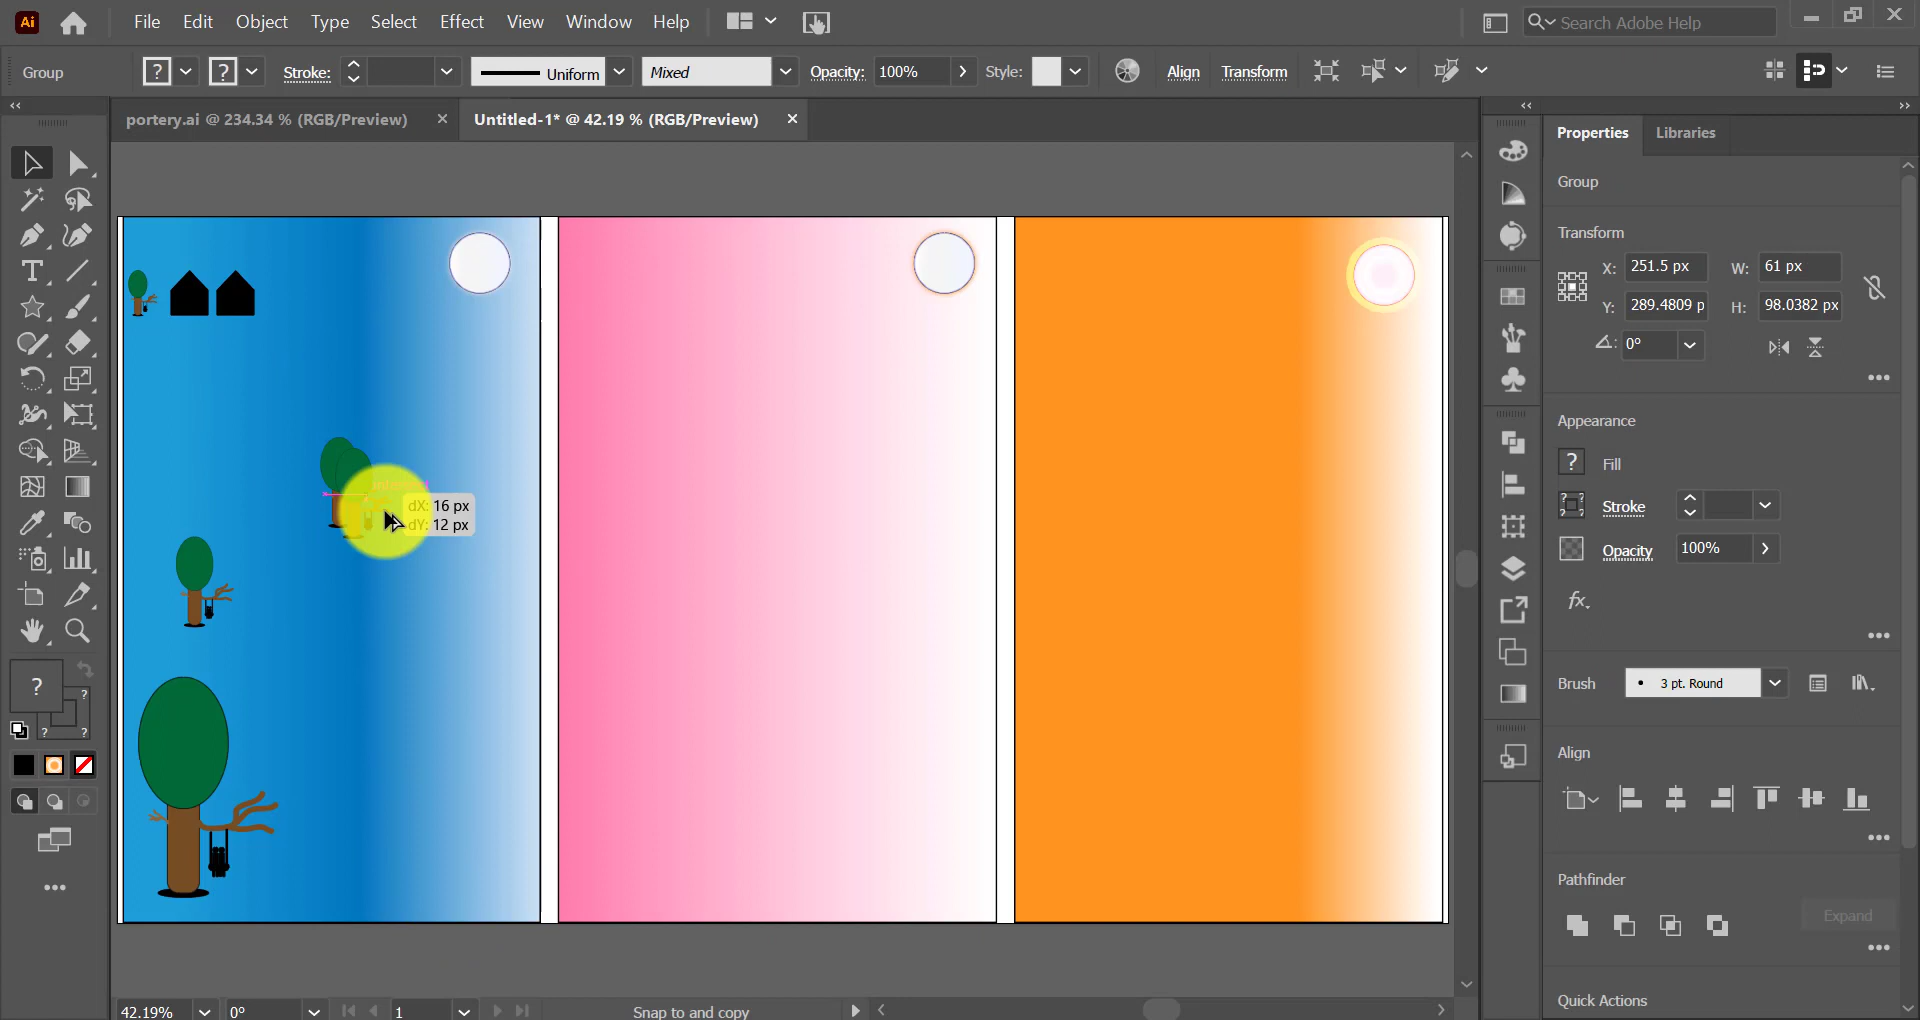 Ai File Edit Object Type Select Effect View Window Help Search Adobe Help
Group ? ? Stroke: Uniform Mixed Opacity: 100% Style: Align Transform
portery.ai @ 234.34 % (RGB/Preview) Untitled-1* @ 42.19 % (RGB/Preview)
Properties Libraries
Group
Transform
X: 251.5 px W: 61 px
Y: 289.4809 p H: 98.0382 px
0°
Appearance
? Fill
Stroke
Opacity 100%
fx
Brush 3 pt. Round
Align
Pathfinder
Expand
Quick Actions
dX: 16 px
dY: 12 px
?
?
? ?
42.19% 0° 1 Snap to and copy